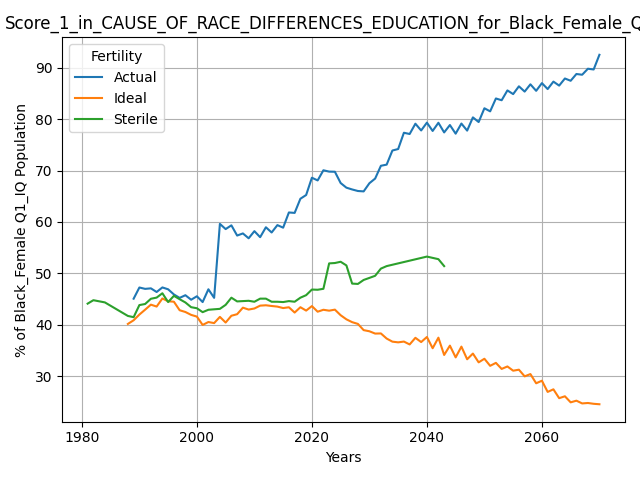 Score_1_in_CAUSE_OF_RACE_DIFFERENCES_EDUCATION_for_Black_Female_Q
Fertility
Actual
Ideal
Sterile
% of Black_Female Q1_IQ Population
90
80
70
60
50
40
30
1980
2000
2020
2040
2060
Years